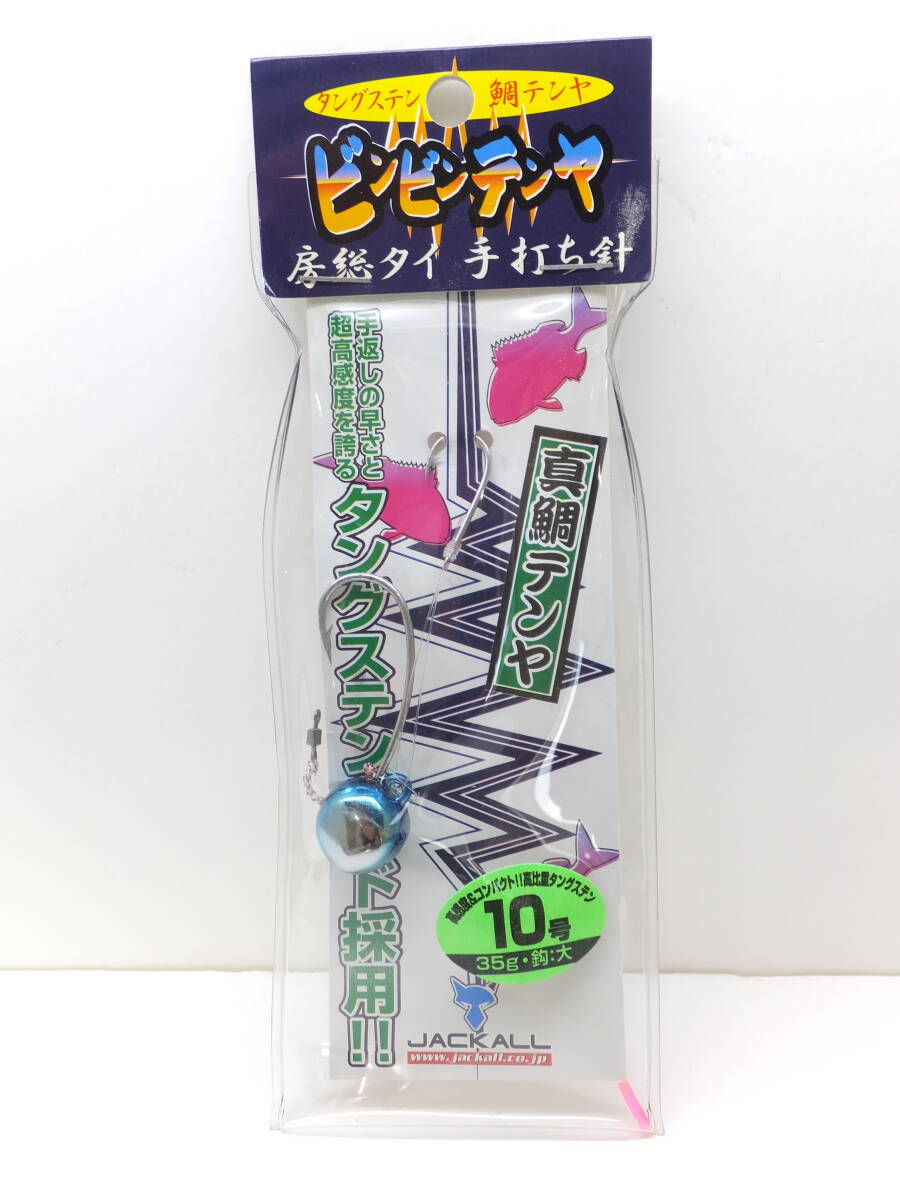 タングステン 鯛テンヤ
ビンビンテンヤ
房総タイ 手打ち針
手返しの早さと
超高感度を誇る
タングステン ド採用!!
真鯛テンヤ
高感度&コンパクト!!高比重タングステン
10号
35g・鈎:大
JACKALL
www.jackall.co.jp